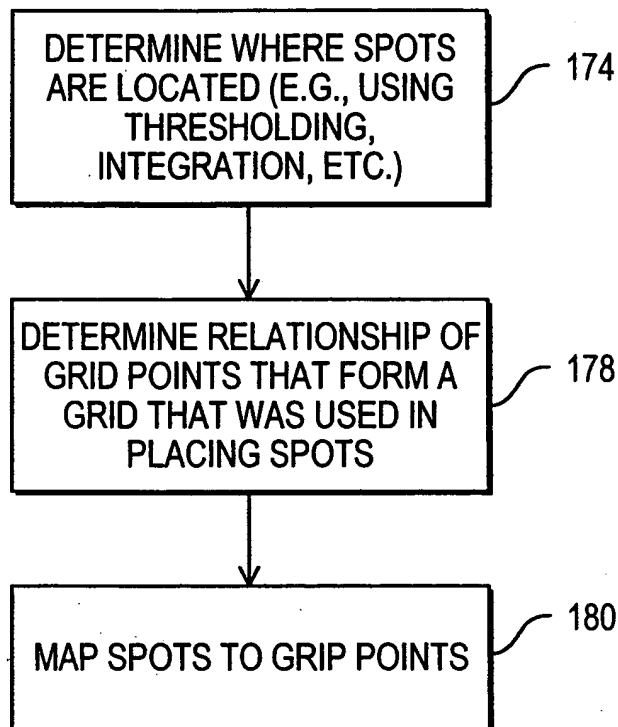 DETERMINE WHERE SPOTS
ARE LOCATED (E.G., USING
THRESHOLDING,
INTEGRATION, ETC.)
174
DETERMINE RELATIONSHIP OF
GRID POINTS THAT FORM A
GRID THAT WAS USED IN
PLACING SPOTS
178
MAP SPOTS TO GRIP POINTS
180